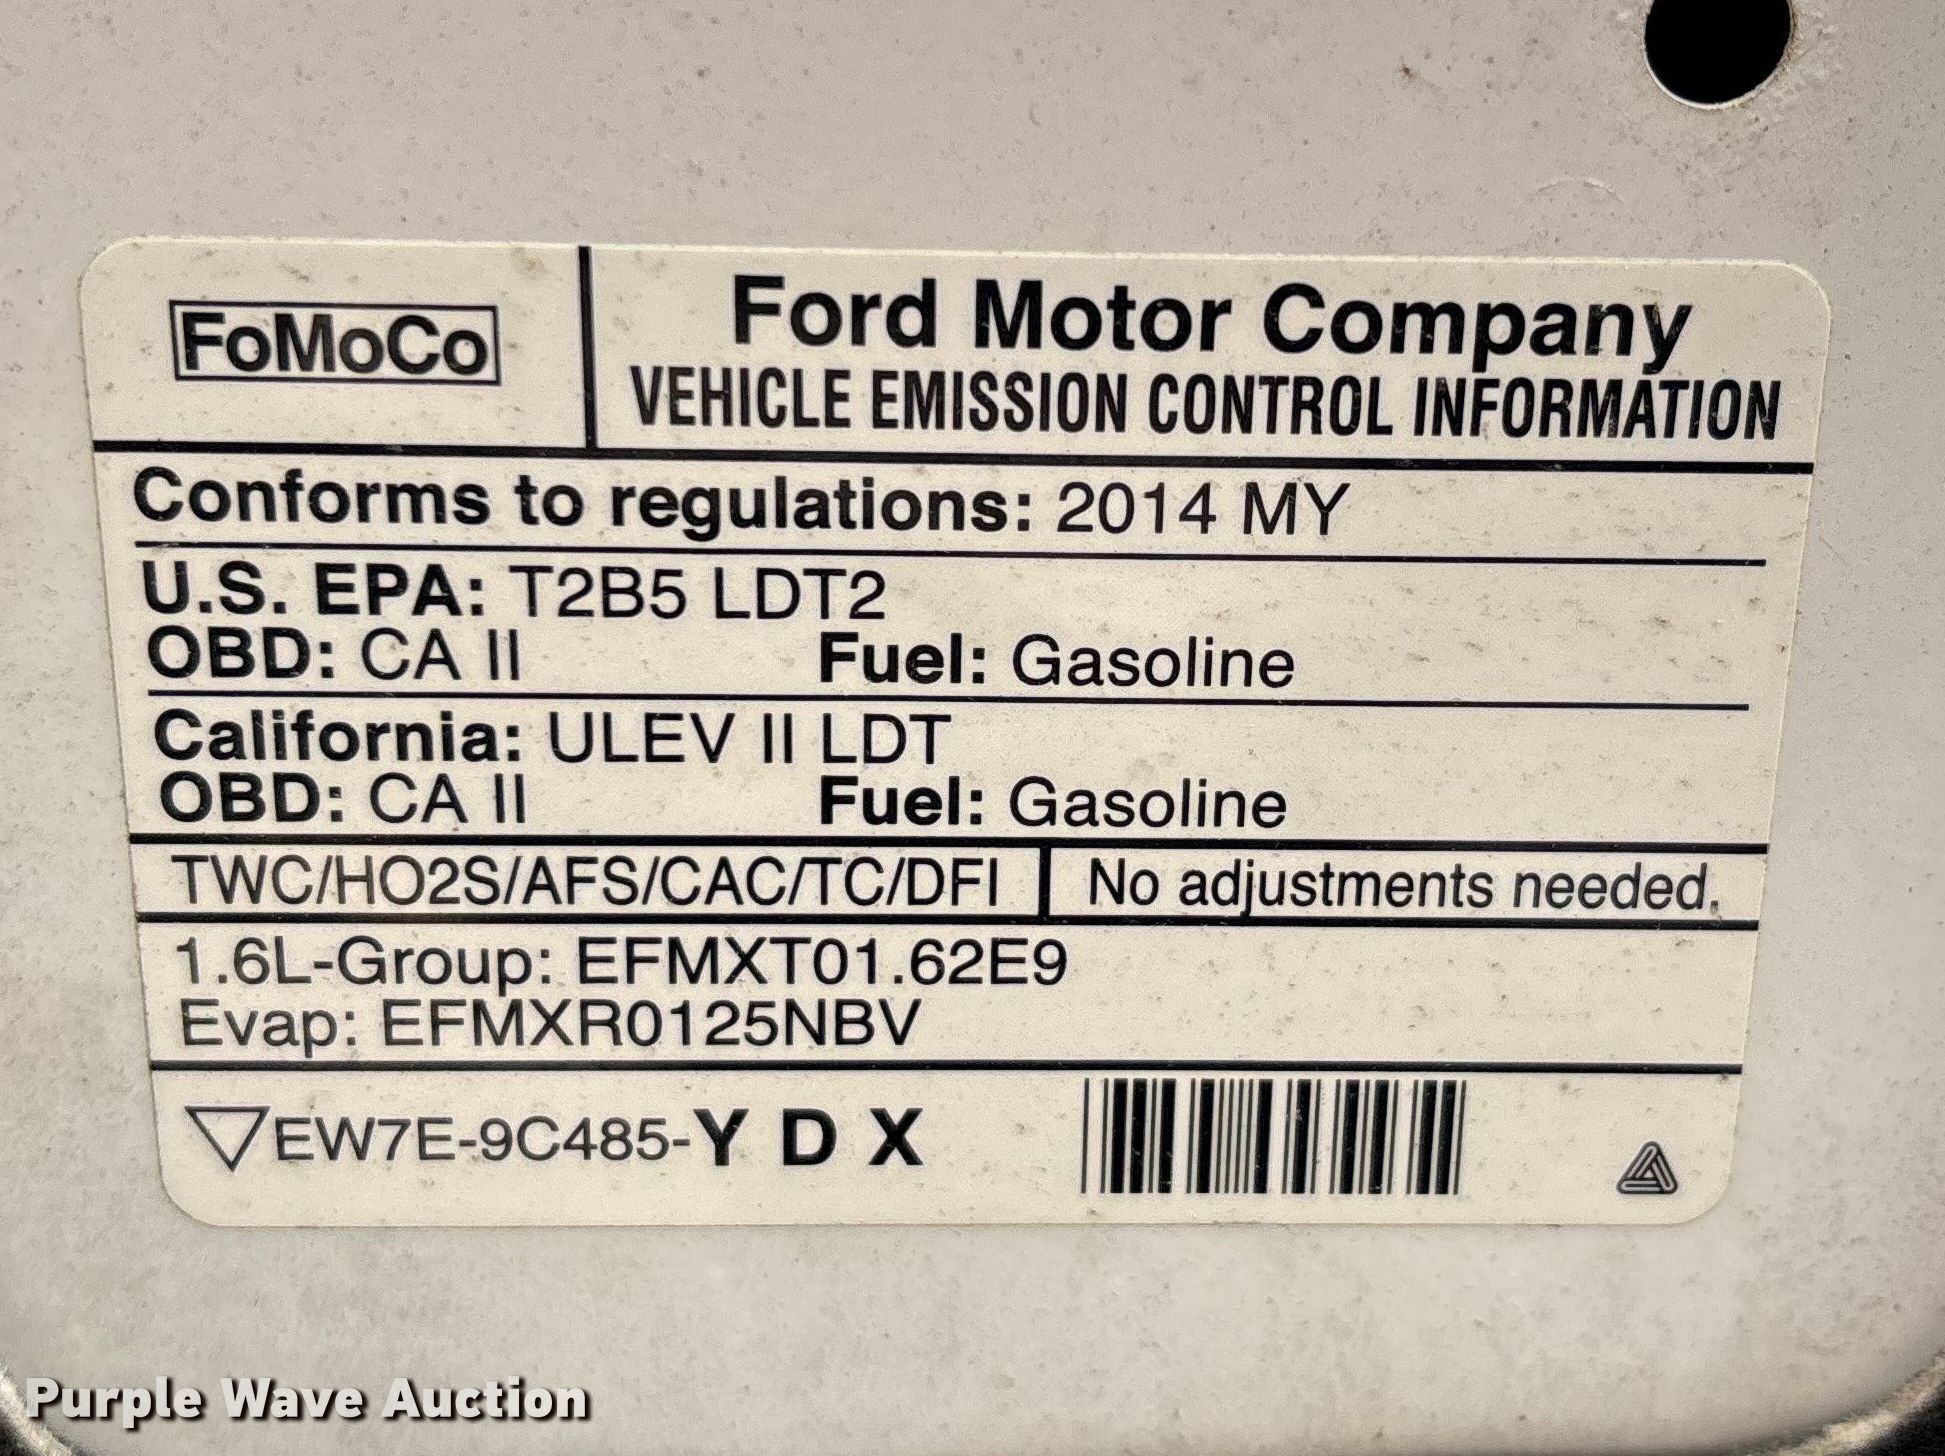 FoMoCo
Ford Motor Company
VEHICLE EMISSION CONTROL INFORMATION
Conforms to regulations: 2014 MY
U.S. EPA: T2B5 LDT2
OBD: CA II Fuel: Gasoline
California: ULEV II LDT
OBD: CA II Fuel: Gasoline
TWC/HO2S/AFS/CAC/TC/DFI No adjustments needed.
1.6L-Group: EFMXT01.62E9
Evap: EFMXR0125NBV
EW7E-9C485-Y D X
Purple Wave Auction